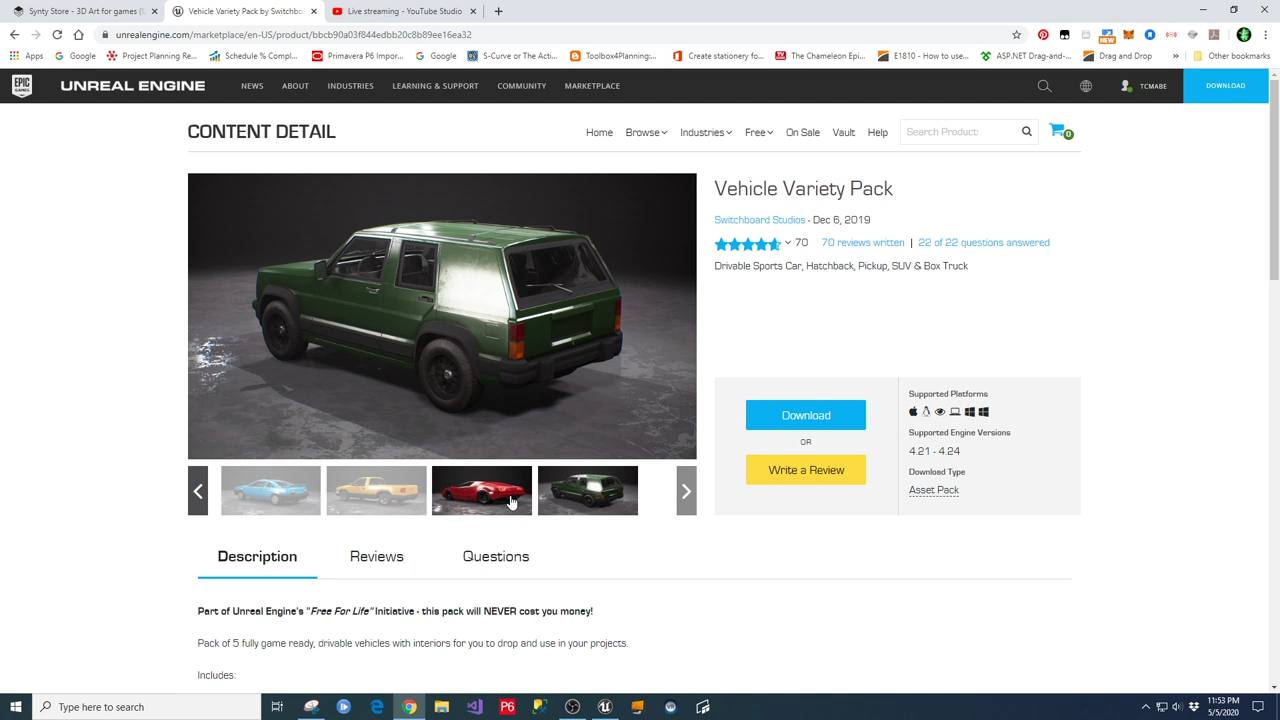 Synty Store - 3D Art for games (L
Vehicle Variety Pack by Switchbo
Live streaming - YouTube Studio
unrealengine.com/marketplace/en-US/product/bbcb90a03f844edbb20c8b89ee16ea32
Apps
Google
Project Planning Re...
Schedule % Compl...
Primavera P6 Impor...
Google
S-Curve or The Acti...
Toolbox4Planning:...
Create stationery for...
The Chameleon Epi...
E1810 – How to use...
ASP.NET Drag-and-...
Drag and Drop
»
Other bookmarks
NEW
EPIC GAMES
UNREAL ENGINE
NEWS
ABOUT
INDUSTRIES
LEARNING & SUPPORT
COMMUNITY
MARKETPLACE
TCMABE
DOWNLOAD
CONTENT DETAIL
Home
Browse
Industries
Free
On Sale
Vault
Help
Search Product:
0
Vehicle Variety Pack
Switchboard Studios - Dec 6, 2019
70
70 reviews written | 22 of 22 questions answered
Drivable Sports Car, Hatchback, Pickup, SUV & Box Truck
Download
OR
Write a Review
Supported Platforms
Supported Engine Versions
4.21 - 4.24
Download Type
Asset Pack
Description
Reviews
Questions
Part of Unreal Engine's "Free For Life" Initiative - this pack will NEVER cost you money!
Pack of 5 fully game ready, drivable vehicles with interiors for you to drop and use in your projects.
Includes:
Type here to search
P6
11:53 PM
5/5/2020